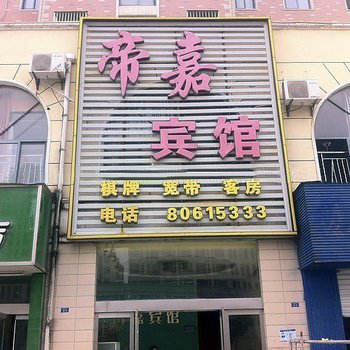 帝嘉
宾馆
棋牌 宽带 客房
电话 80615333
宾馆